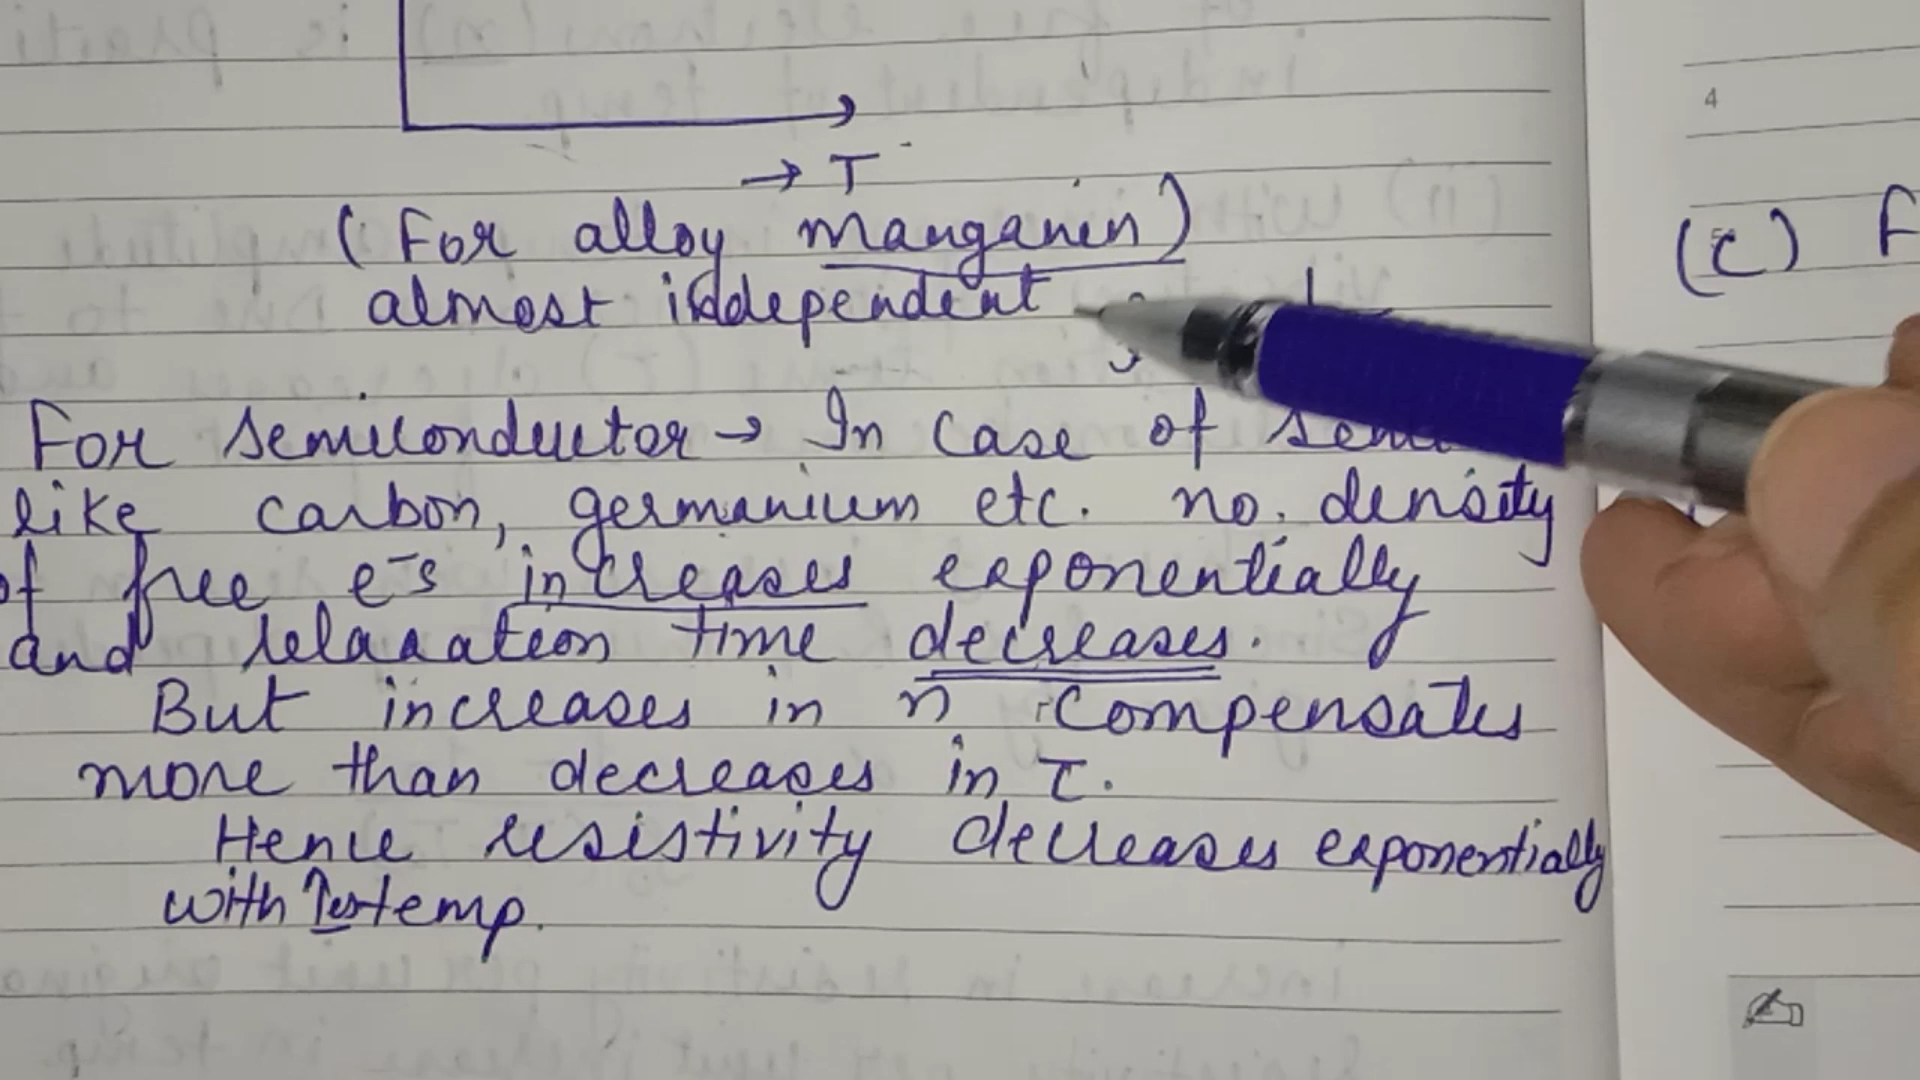 → T
(For alloy manganin)
almost independent
For semiconductor → In case of
like carbon, germanium etc. no. density
of free e⁻s increases exponentially
and relaxation time decreases.
But increases in n compensates
more than decreases in τ.
Hence resistivity decreases exponentially
with temp.
4
(c) F